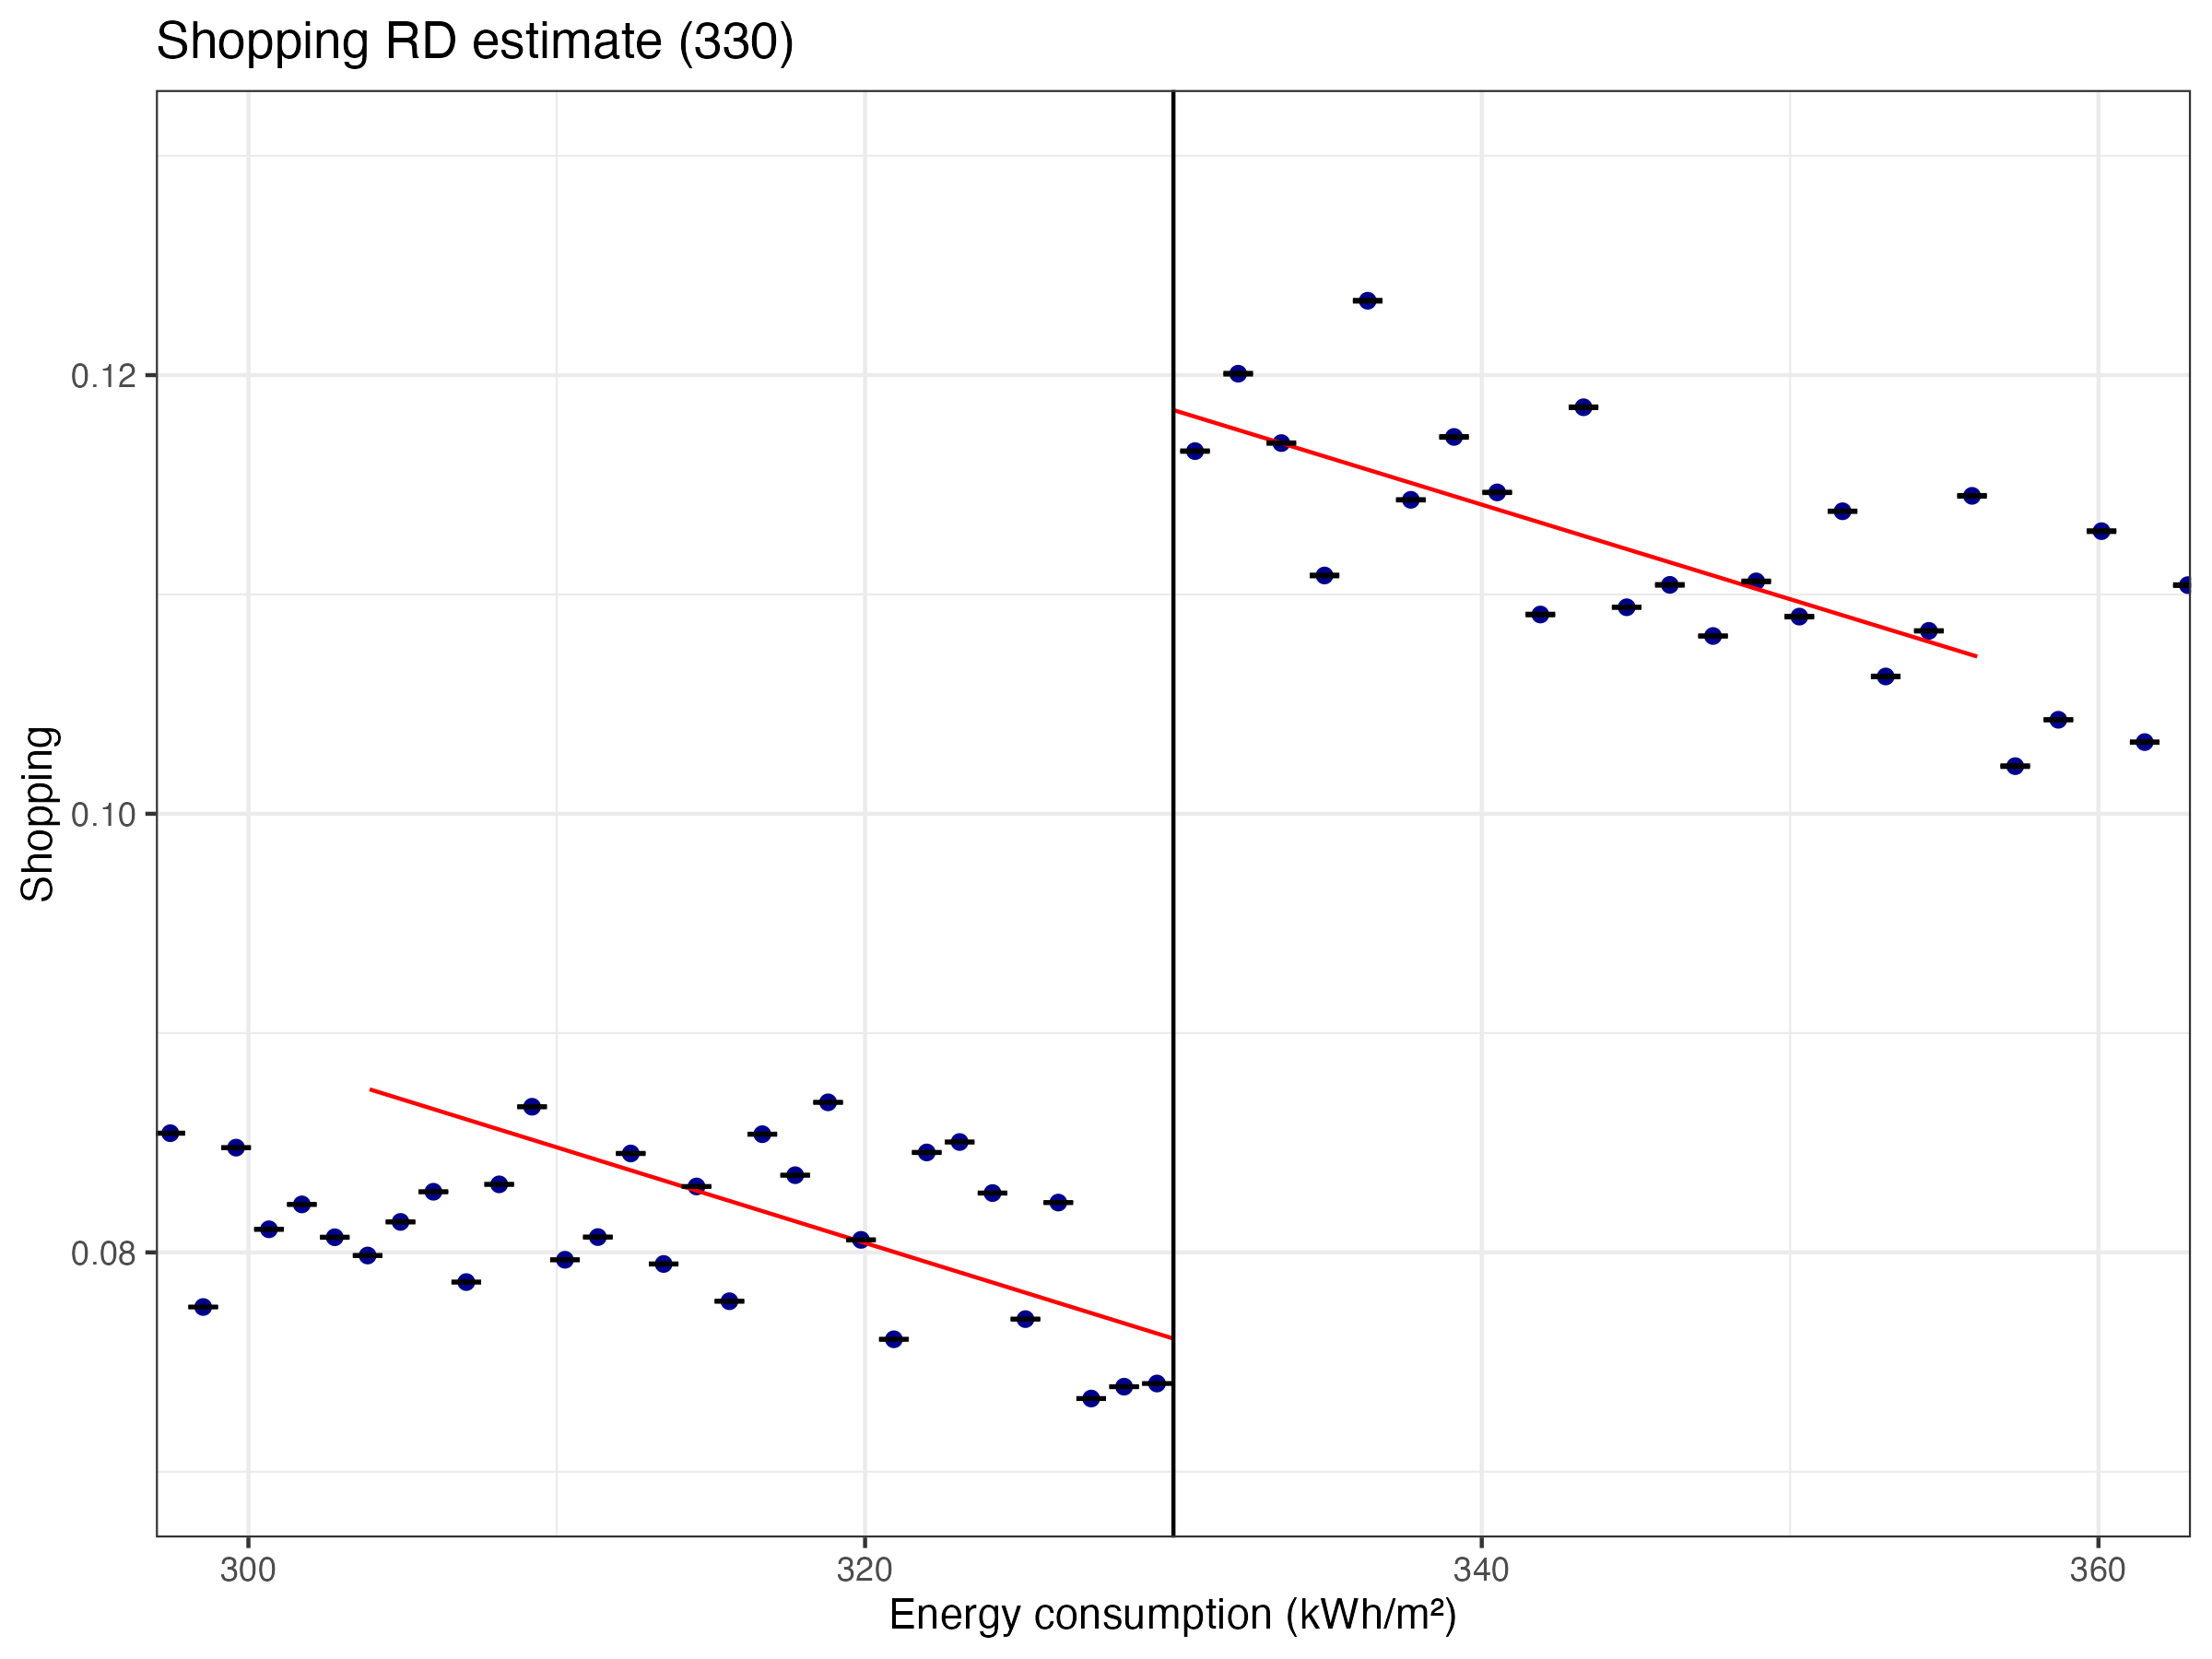 Shopping RD estimate (330)
0.12
0.10
0.08
Shopping
300 320 340 360
Energy consumption (kWh/m²)